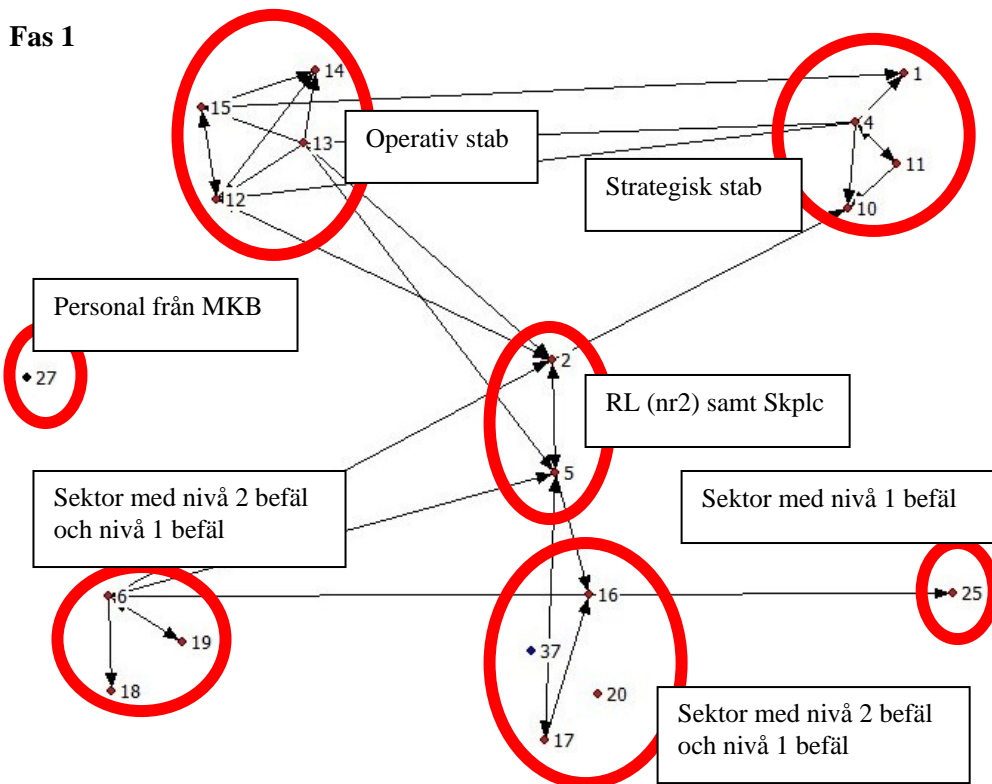 Fas 1
14
1
15
4
13
Operativ stab
11
Strategisk stab
12
10
Personal från MKB
2
27
RL (nr2) samt Skplc
5
Sektor med nivå 2 befäl
och nivå 1 befäl
Sektor med nivå 1 befäl
6
16
25
19
37
18
20
17
Sektor med nivå 2 befäl
och nivå 1 befäl